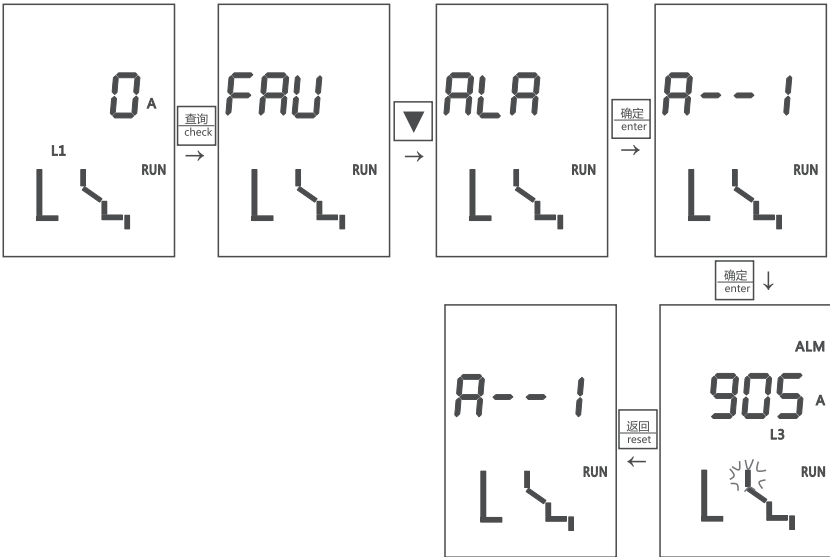 0 A
L1
RUN
查询
check
FAU
RUN
ALA
RUN
确定
enter
A--1
RUN
确定
enter
ALM
905 A
L3
RUN
返回
reset
A--1
RUN